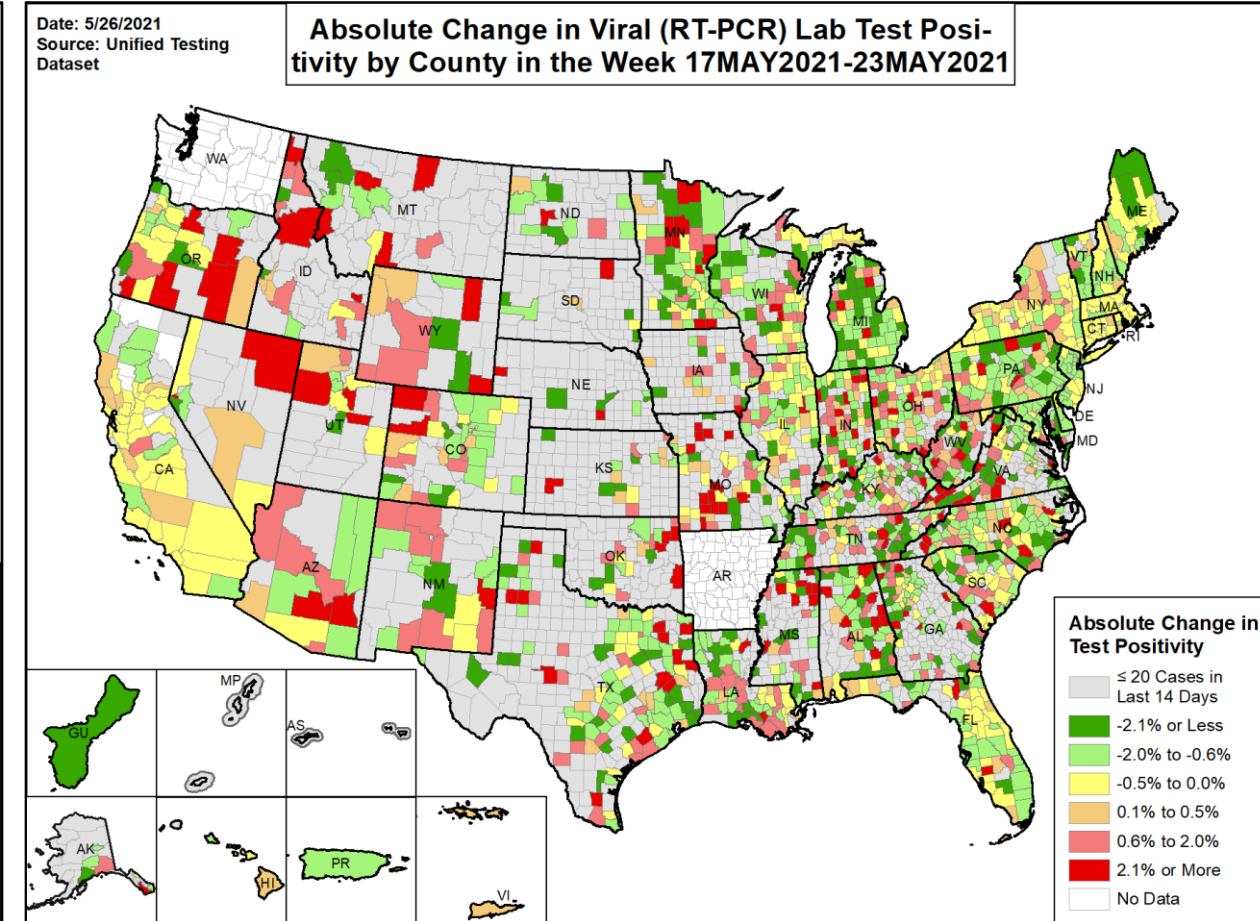 Date: 5/26/2021
Source: Unified Testing
Dataset
Absolute Change in Viral (RT-PCR) Lab Test Posi-
tivity by County in the Week 17MAY2021-23MAY2021
WA
MT
ND
MN
ME
OR
ID
SD
WI
MI
VT
NH
NY
MA
CT
RI
WY
IA
NE
PA
NJ
NV
UT
CO
IL
IN
OH
DE
MD
WV
VA
CA
KS
MO
KY
AZ
NM
OK
AR
TN
NC
SC
MS
AL
GA
TX
LA
FL
GU
MP
AS
AK
HI
PR
VI
Absolute Change in
Test Positivity
≤ 20 Cases in
Last 14 Days
-2.1% or Less
-2.0% to -0.6%
-0.5% to 0.0%
0.1% to 0.5%
0.6% to 2.0%
2.1% or More
No Data